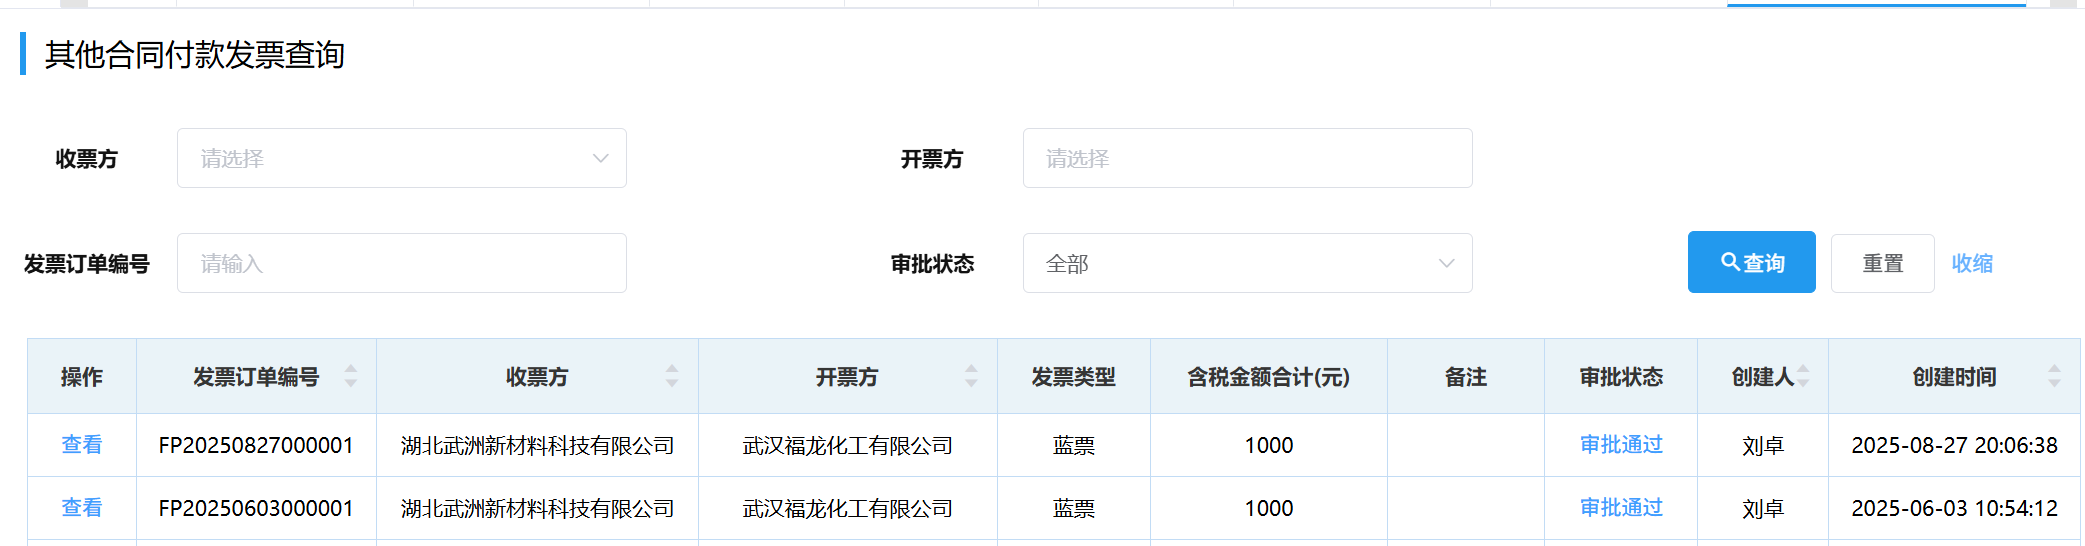 其他合同付款发票查询
收票方 请选择 开票方 请选择
发票订单编号 请输入 审批状态 全部 查询 重置 收缩
操作 发票订单编号 收票方 开票方 发票类型 含税金额合计(元) 备注 审批状态 创建人 创建时间
查看 FP20250827000001 湖北武洲新材料科技有限公司 武汉福龙化工有限公司 蓝票 1000 审批通过 刘卓 2025-08-27 20:06:38
查看 FP20250603000001 湖北武洲新材料科技有限公司 武汉福龙化工有限公司 蓝票 1000 审批通过 刘卓 2025-06-03 10:54:12